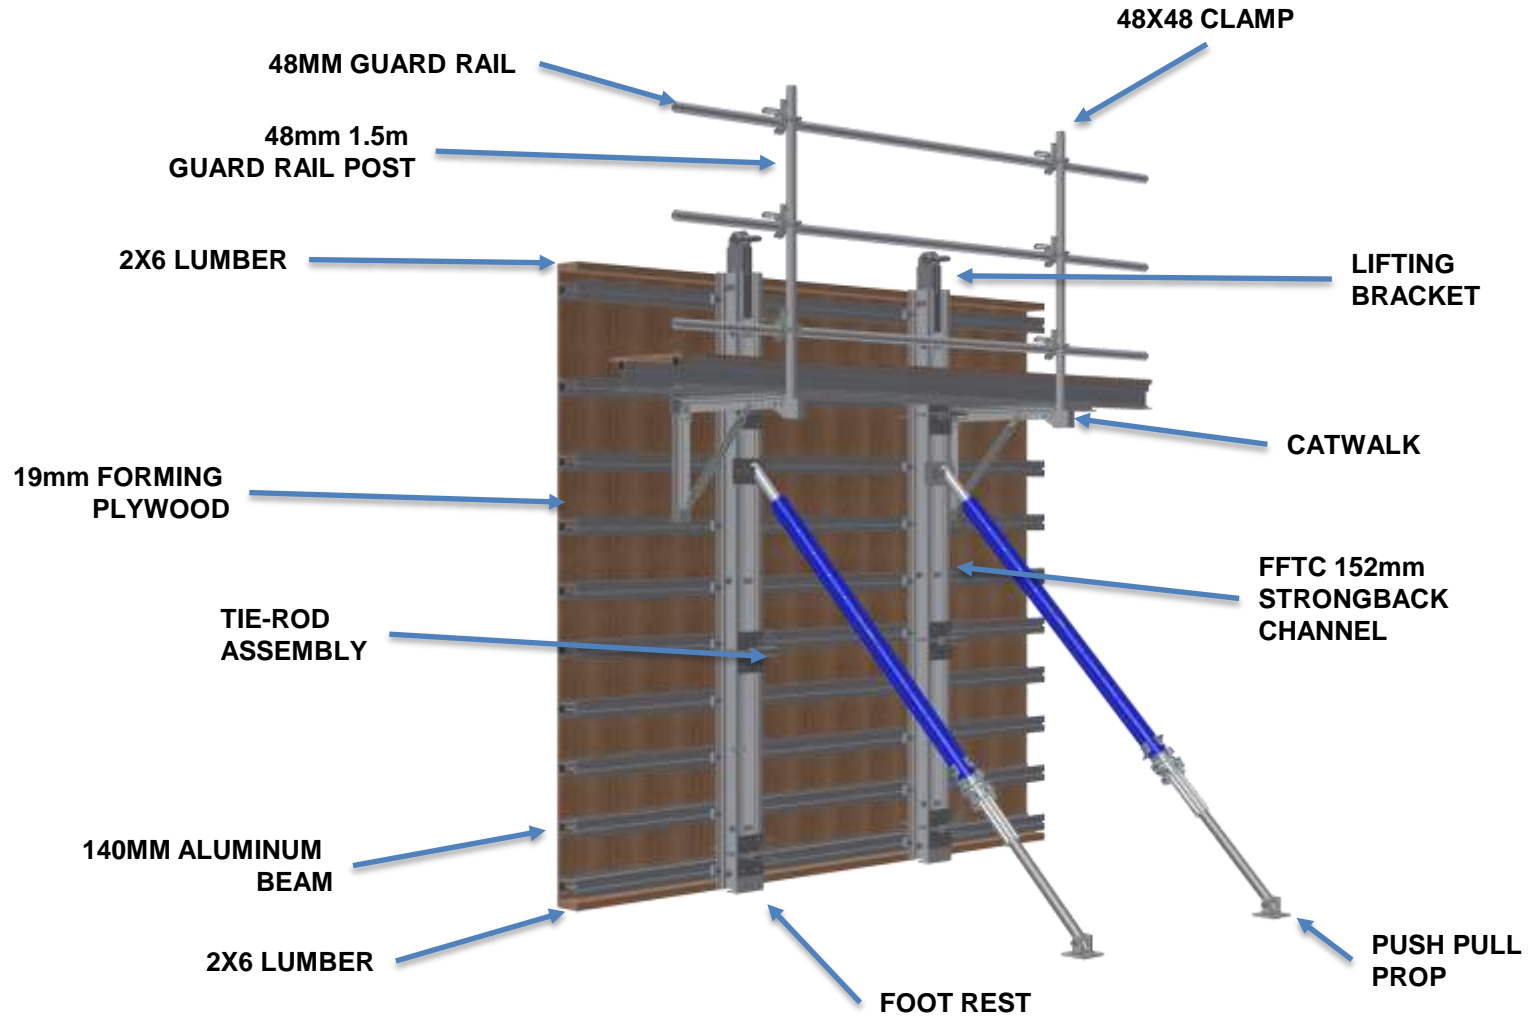 48X48 CLAMP
48MM GUARD RAIL
48mm 1.5m
GUARD RAIL POST
2X6 LUMBER
LIFTING
BRACKET
CATWALK
19mm FORMING
PLYWOOD
FFTC 152mm
STRONGBACK
CHANNEL
TIE-ROD
ASSEMBLY
140MM ALUMINUM
BEAM
2X6 LUMBER
PUSH PULL
PROP
FOOT REST